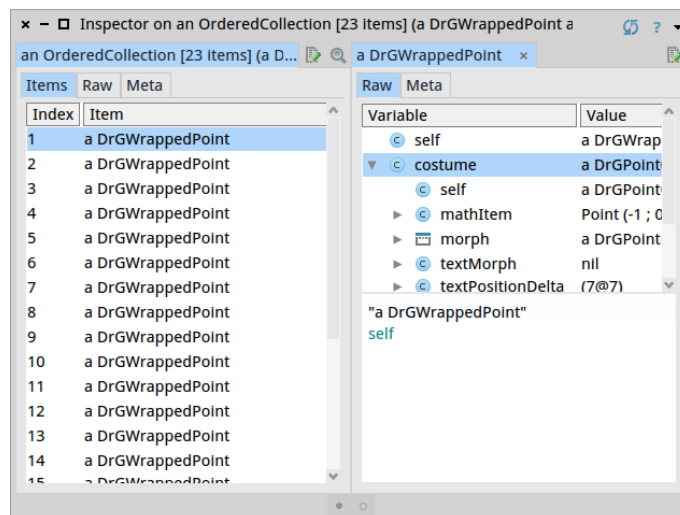 Inspector on an OrderedCollection [23 items] (a DrGWrappedPoint a
?
an OrderedCollection [23 Items] (a D...
a DrGWrappedPoint ×
Items Raw Meta
Index Item
1 a DrGWrappedPoint
2 a DrGWrappedPoint
3 a DrGWrappedPoint
4 a DrGWrappedPoint
5 a DrGWrappedPoint
6 a DrGWrappedPoint
7 a DrGWrappedPoint
8 a DrGWrappedPoint
9 a DrGWrappedPoint
10 a DrGWrappedPoint
11 a DrGWrappedPoint
12 a DrGWrappedPoint
13 a DrGWrappedPoint
14 a DrGWrappedPoint
15 a DrGWrappedPoint
Raw Meta
Variable Value
self a DrGWrap
costume a DrGPoint
self a DrGPoint
mathItem Point (-1 ; 0
morph a DrGPoint
textMorph nil
textPositionDelta (7@7)
"a DrGWrappedPoint"
self